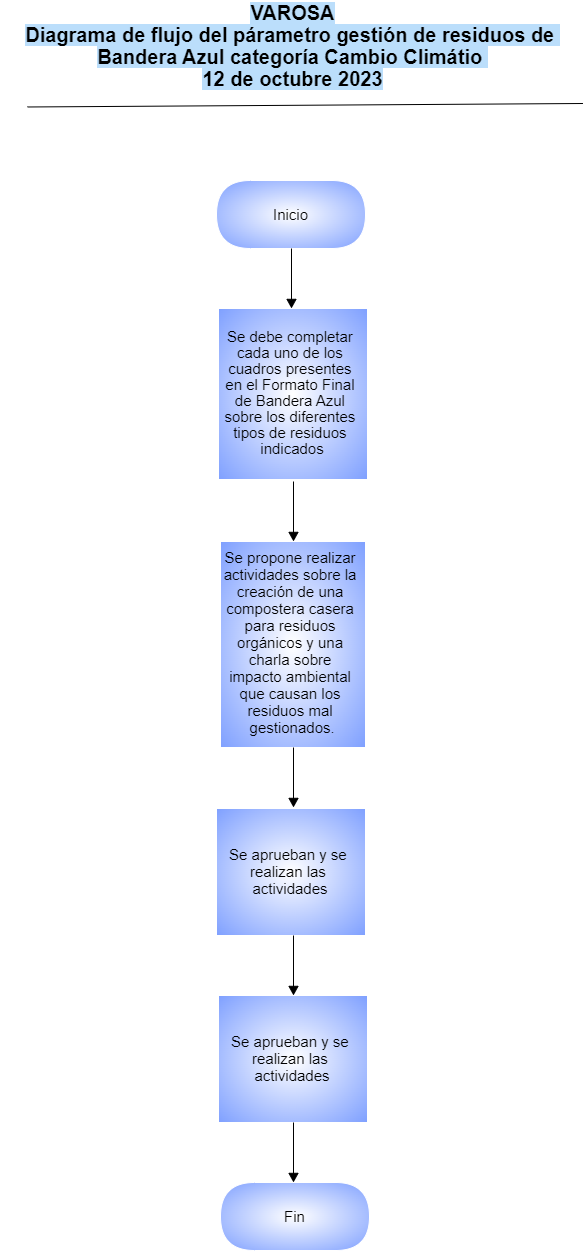 VAROSA
Diagrama de flujo del párametro gestión de residuos de
Bandera Azul categoría Cambio Climátio
12 de octubre 2023
Inicio
Se debe completar
cada uno de los
cuadros presentes
en el Formato Final
de Bandera Azul
sobre los diferentes
tipos de residuos
indicados
Se propone realizar
actividades sobre la
creación de una
compostera casera
para residuos
orgánicos y una
charla sobre
impacto ambiental
que causan los
residuos mal
gestionados.
Se aprueban y se
realizan las
actividades
Se aprueban y se
realizan las
actividades
Fin